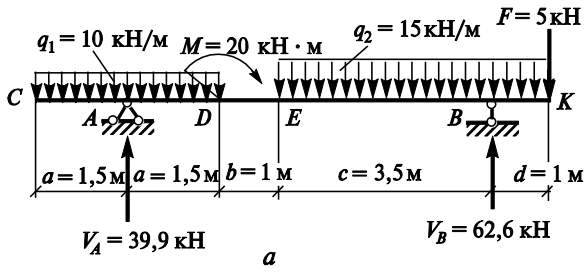 F = 5 кН
q₁ = 10 кН/м
M = 20 кН · м
q₂ = 15 кН/м
C
A
D
E
B
K
a = 1,5 м
a = 1,5 м
b = 1 м
c = 3,5 м
d = 1 м
V_A = 39,9 кН
V_B = 62,6 кН
а